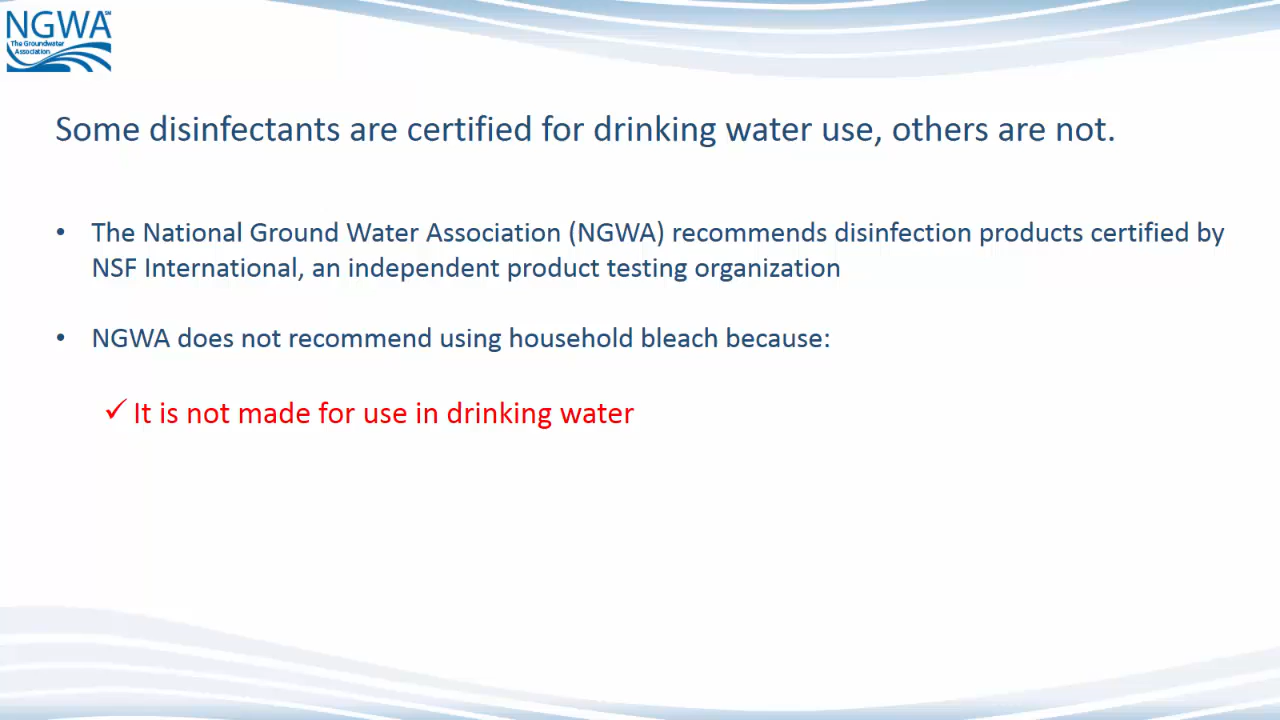 NGWA
The Groundwater
Association
Some disinfectants are certified for drinking water use, others are not.
• The National Ground Water Association (NGWA) recommends disinfection products certified by
NSF International, an independent product testing organization
• NGWA does not recommend using household bleach because:
✓ It is not made for use in drinking water